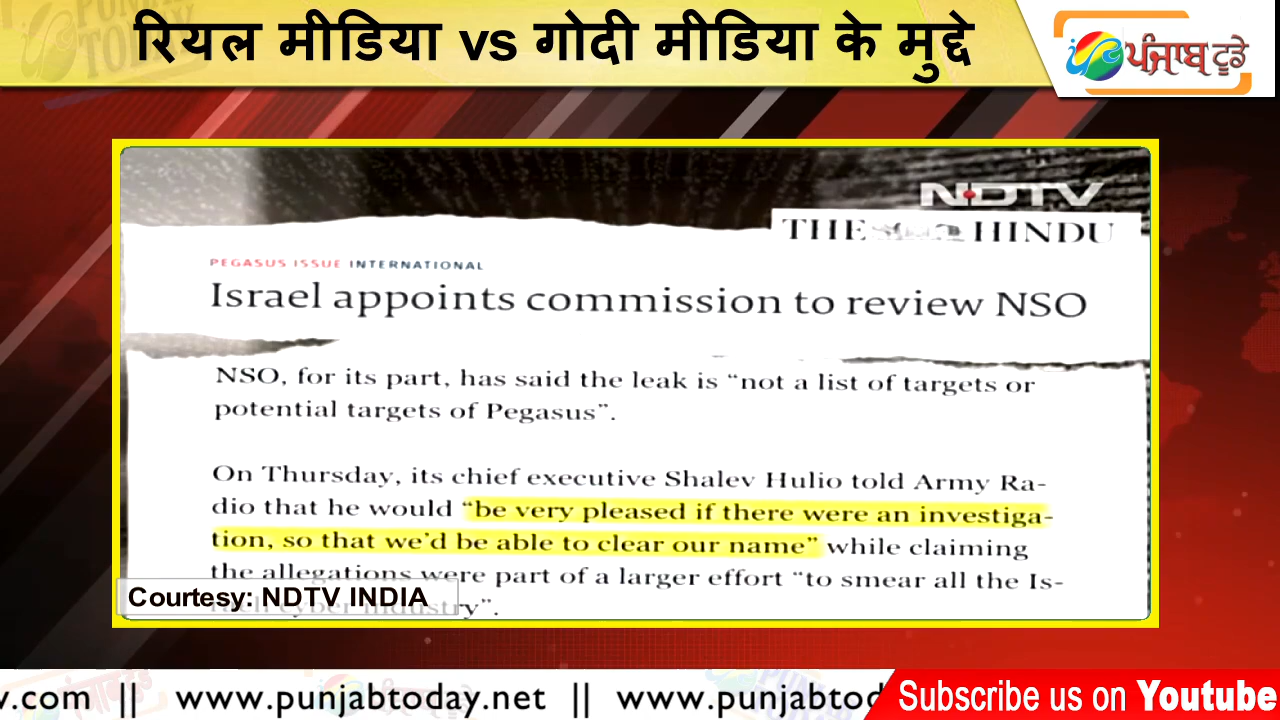 रियल मीडिया vs गोदी मीडिया के मुद्दे
ਪੰਜਾਬ ਟੂਡੇ
NDTV
THE HINDU
PEGASUS ISSUE INTERNATIONAL
Israel appoints commission to review NSO
NSO, for its part, has said the leak is “not a list of targets or
potential targets of Pegasus”.
On Thursday, its chief executive Shalev Hulio told Army Ra-
dio that he would “be very pleased if there were an investiga-
tion, so that we’d be able to clear our name” while claiming
the allegations were part of a larger effort “to smear all the Is-
raeli cyber industry”.
Courtesy: NDTV INDIA
v.com || www.punjabtoday.net || www.punjabtod
Subscribe us on Youtube